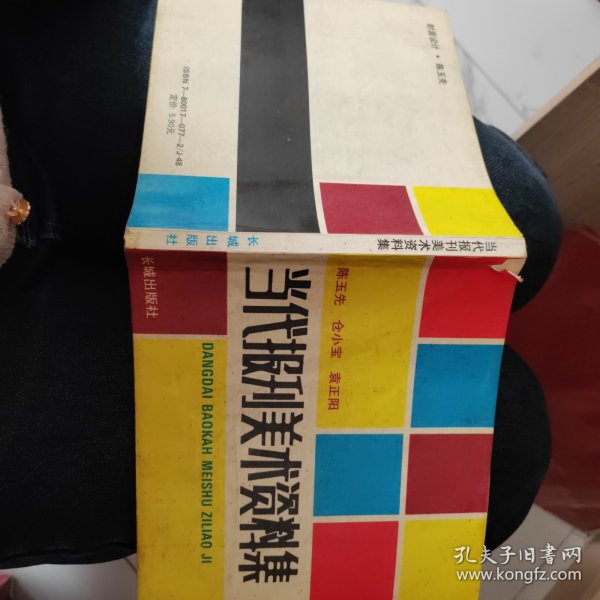 封面设计·陈玉先
ISBN 7—80017—077—2/J·48
定价 5.90元
当代报刊美术资料集
长城出版社
陈玉先 仓小宝 袁正阳
当代报刊美术资料集
DANGDAI BAOKAH MEISHU ZILIAO JI
长城出版社
孔夫子旧书网
www.kongfz.com